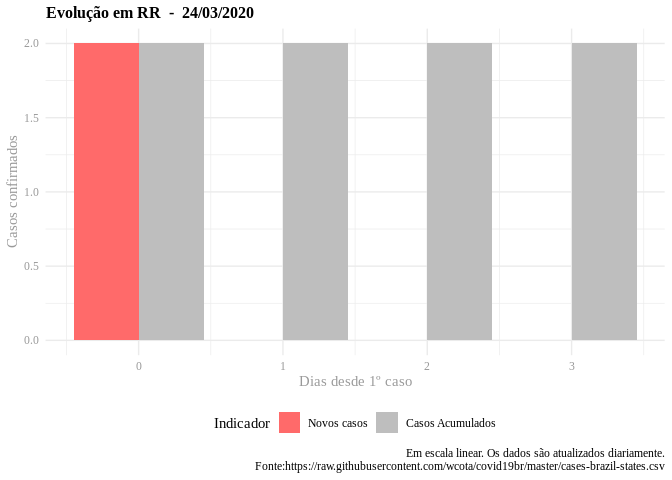 Evolução em RR - 24/03/2020
Casos confirmados
2.0
1.5
1.0
0.5
0.0
0 1 2 3
Dias desde 1º caso
Indicador Novos casos Casos Acumulados
Em escala linear. Os dados são atualizados diariamente.
Fonte:https://raw.githubusercontent.com/wcota/covid19br/master/cases-brazil-states.csv